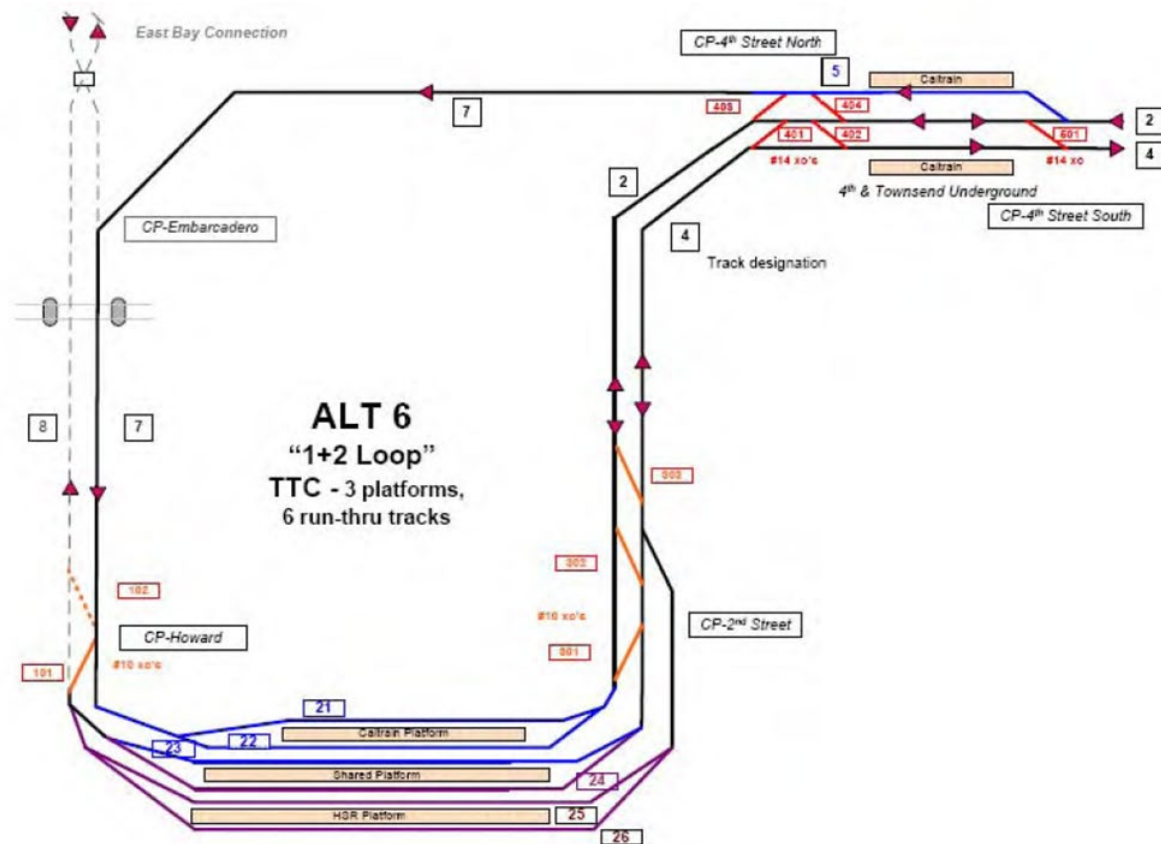 East Bay Connection
CP-4th Street North
5
Caltrain
7
405
404
2
401
402
601
#14 xo's
#14 xo
4
Caltrain
4th & Townsend Underground
2
CP-4th Street South
CP-Embarcadero
4
Track designation
ALT 6
"1+2 Loop"
TTC - 3 platforms,
6 run-thru tracks
8
7
303
302
102
#10 xo's
CP-2nd Street
CP-Howard
101
#10 xo's
301
21
Caltrain Platform
23
22
Shared Platform
24
HSR Platform
25
26